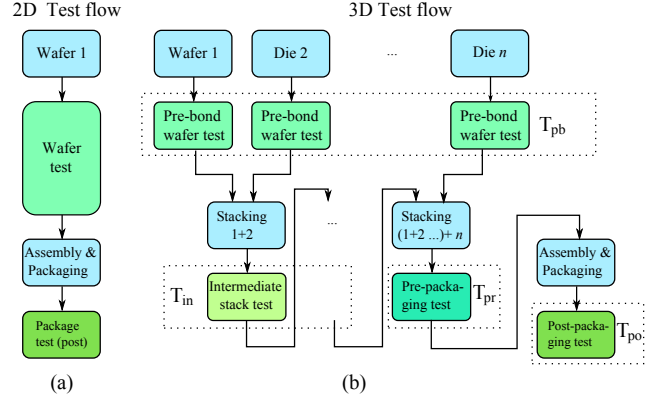 2D Test flow
3D Test flow
Wafer 1
Wafer
test
Assembly &
Packaging
Package
test (post)
(a)
Wafer 1
Die 2
...
Die n
Pre-bond
wafer test
Pre-bond
wafer test
Pre-bond
wafer test
Tpb
Stacking
1+2
...
Stacking
(1+2 ...)+ n
Assembly &
Packaging
Tin
Intermediate
stack test
Pre-packa-
ging test
Tpr
Post-packa-
ging test
Tpo
(b)